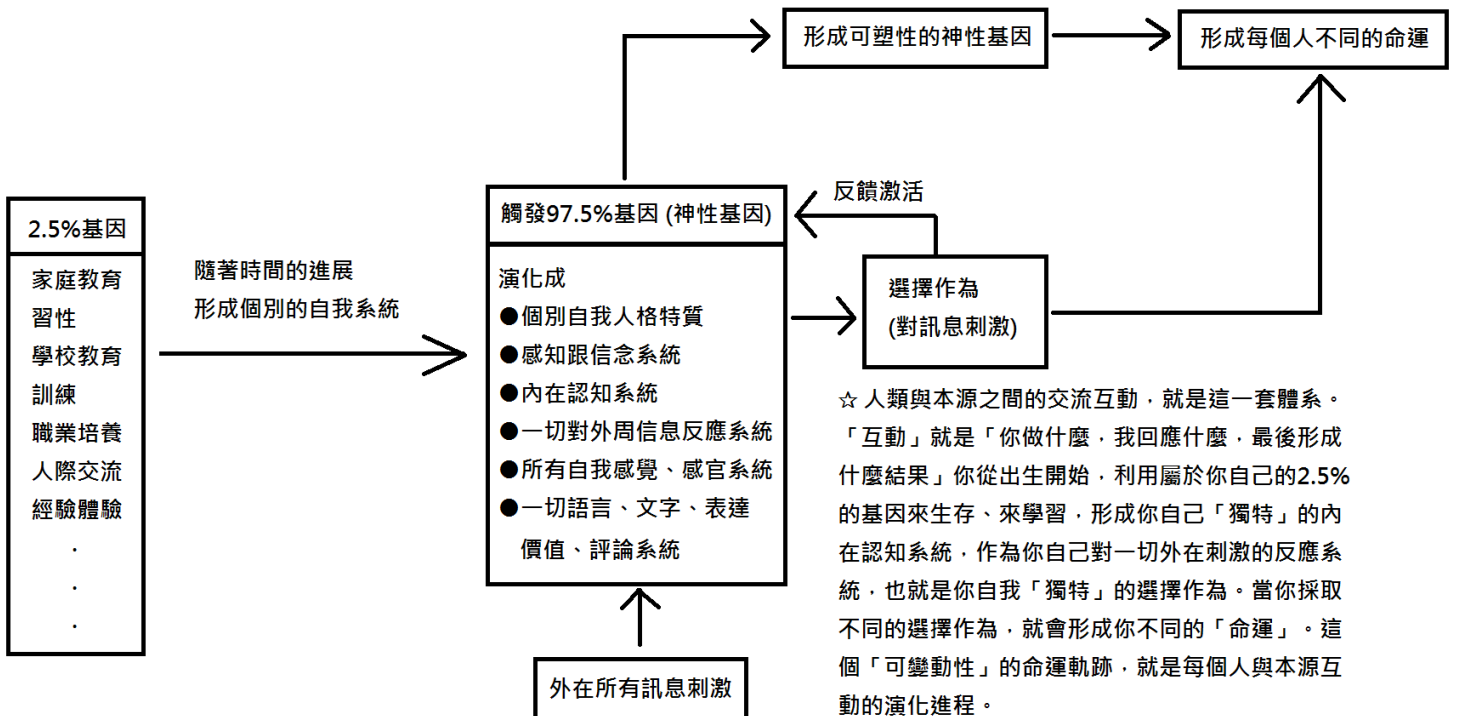 形成可塑性的神性基因
形成每個人不同的命運
2.5%基因
家庭教育
習性
學校教育
訓練
職業培養
人際交流
經驗體驗
.
.
.
隨著時間的進展
形成個別的自我系統
觸發97.5%基因 (神性基因)
演化成
●個別自我人格特質
●感知跟信念系統
●內在認知系統
●一切對外周信息反應系統
●所有自我感覺、感官系統
●一切語言、文字、表達
價值、評論系統
外在所有訊息刺激
反饋激活
選擇作為
(對訊息刺激)
☆ 人類與本源之間的交流互動，就是這一套體系。
「互動」就是「你做什麼，我回應什麼，最後形成
什麼結果」你從出生開始，利用屬於你自己的2.5%
的基因來生存、來學習，形成你自己「獨特」的內
在認知系統，作為你自己對一切外在刺激的反應系
統，也就是你自我「獨特」的選擇作為。當你採取
不同的選擇作為，就會形成你不同的「命運」。這
個「可變動性」的命運軌跡，就是每個人與本源互
動的演化進程。